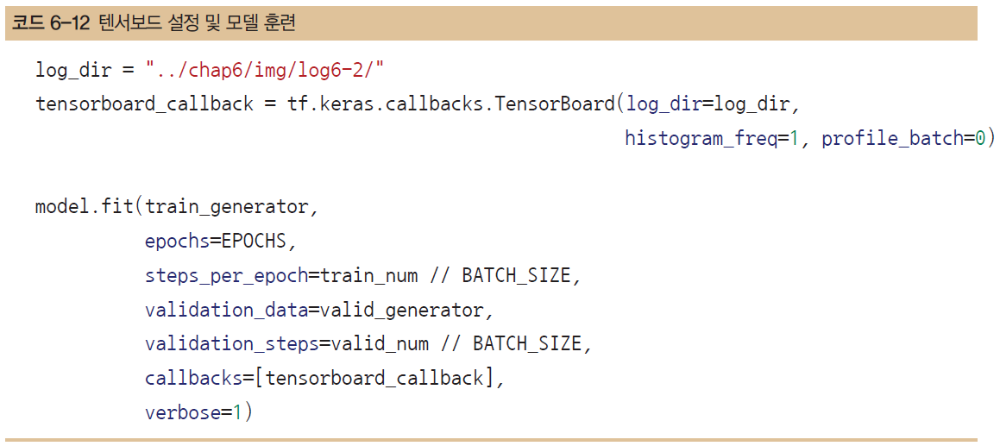 코드 6-12 텐서보드 설정 및 모델 훈련
log_dir = "../chap6/img/log6-2/"
tensorboard_callback = tf.keras.callbacks.TensorBoard(log_dir=log_dir,
histogram_freq=1, profile_batch=0)
model.fit(train_generator,
epochs=EPOCHS,
steps_per_epoch=train_num // BATCH_SIZE,
validation_data=valid_generator,
validation_steps=valid_num // BATCH_SIZE,
callbacks=[tensorboard_callback],
verbose=1)